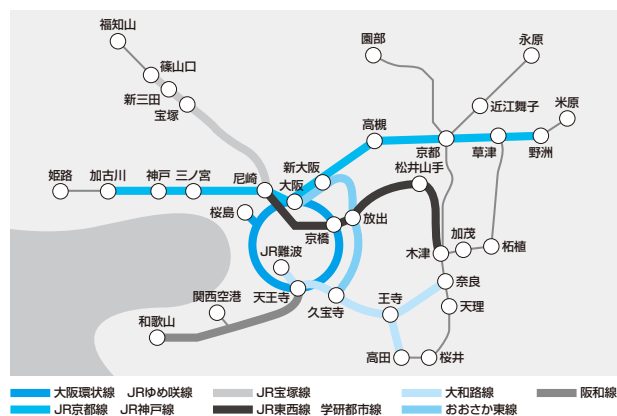 福知山
園部
永原
篠山口
新三田
宝塚
近江舞子
米原
高槻
京都
草津
野洲
新大阪
松井山手
姫路
加古川
神戸
三ノ宮
尼崎
大阪
桜島
京橋
放出
加茂
柘植
木津
JR難波
奈良
関西空港
天王寺
久宝寺
王寺
天理
和歌山
高田
桜井
大阪環状線 JRゆめ咲線
JR宝塚線
大和路線
阪和線
JR京都線 JR神戸線
JR東西線 学研都市線
おおさか東線